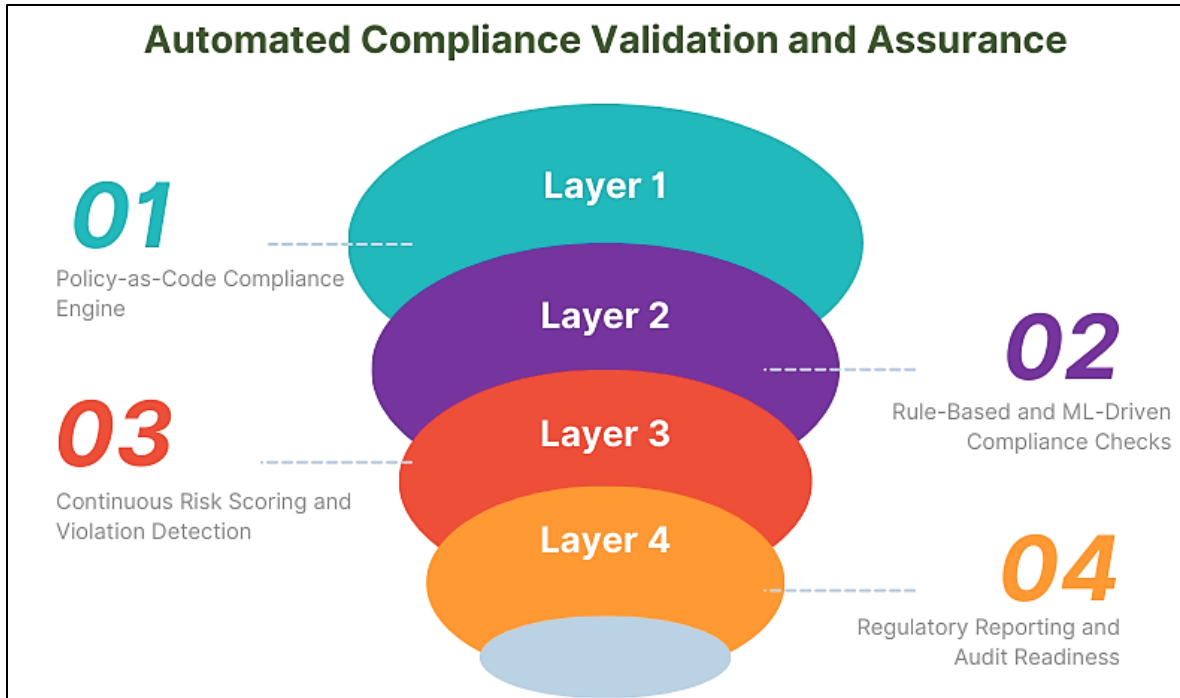 Automated Compliance Validation and Assurance
Layer 1
01
Policy-as-Code Compliance
Engine
Layer 2
02
Rule-Based and ML-Driven
Compliance Checks
Layer 3
03
Continuous Risk Scoring and
Violation Detection
Layer 4
04
Regulatory Reporting and
Audit Readiness